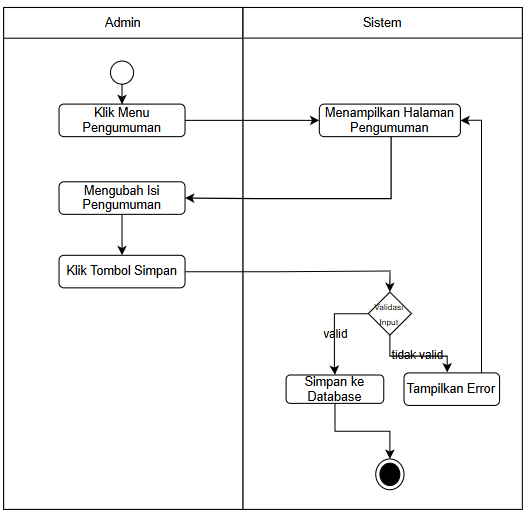 Admin
Sistem
Klik Menu
Pengumuman
Menampilkan Halaman
Pengumuman
Mengubah Isi
Pengumuman
Klik Tombol Simpan
Validasi
Input
valid
tidak valid
Simpan ke
Database
Tampilkan Error